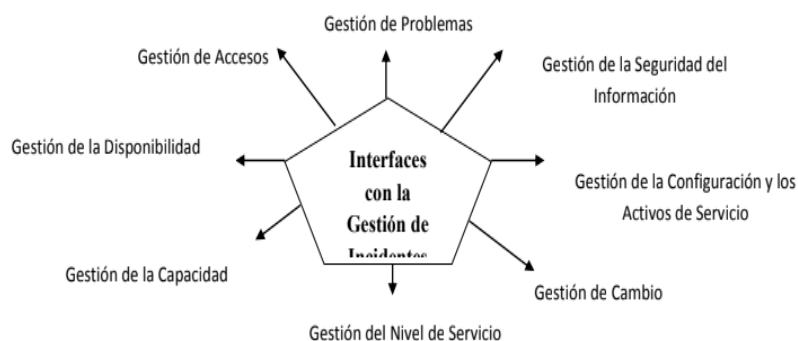 Gestión de Problemas
Gestión de Accesos
Gestión de la Seguridad del
Información
Gestión de la Disponibilidad
Interfaces
con la
Gestión de
Incidentes
Gestión de la Configuración y los
Activos de Servicio
Gestión de la Capacidad
Gestión de Cambio
Gestión del Nivel de Servicio